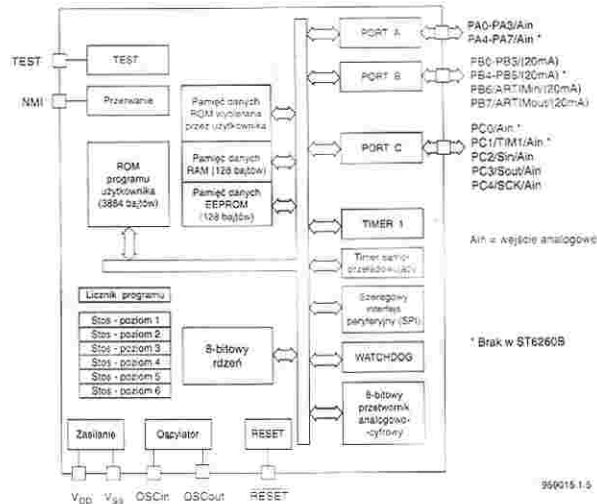 TEST
TEST
NMI
Przerwanie
ROM
programu
użytkownika
(3884 bajtów)
Pamięć danych
ROM wybierana
przez użytkownika
Pamięć danych
RAM (128 bajtów)
Pamięć danych
EEPROM
(128 bajtów)
PORT A
PA0-PA3/Ain
PA4-PA7/Ain *
PORT B
PB0-PB3/(20mA)
PB4-PB5/(20mA) *
PB6/ARTIMin/(20mA)
PB7/ARTIMout/(20mA)
PORT C
PC0/Ain *
PC1/TIM1/Ain *
PC2/Sin/Ain
PC3/Sout/Ain
PC4/SCK/Ain
TIMER 1
Ain = wejście analogowe
Timer samo-
przeładowujący
Szeregowy
interfejs
peryferyjny (SPI)
WATCHDOG
* Brak w ST6260B
8-bitowy
przetwornik
analogowo-
-cyfrowy
Licznik programu
Stos - poziom 1
Stos - poziom 2
Stos - poziom 3
Stos - poziom 4
Stos - poziom 5
Stos - poziom 6
8-bitowy
rdzeń
Zasilanie
Oscylator
RESET
VDD
VSS
OSCin
OSCout
RESET
950015-1-5